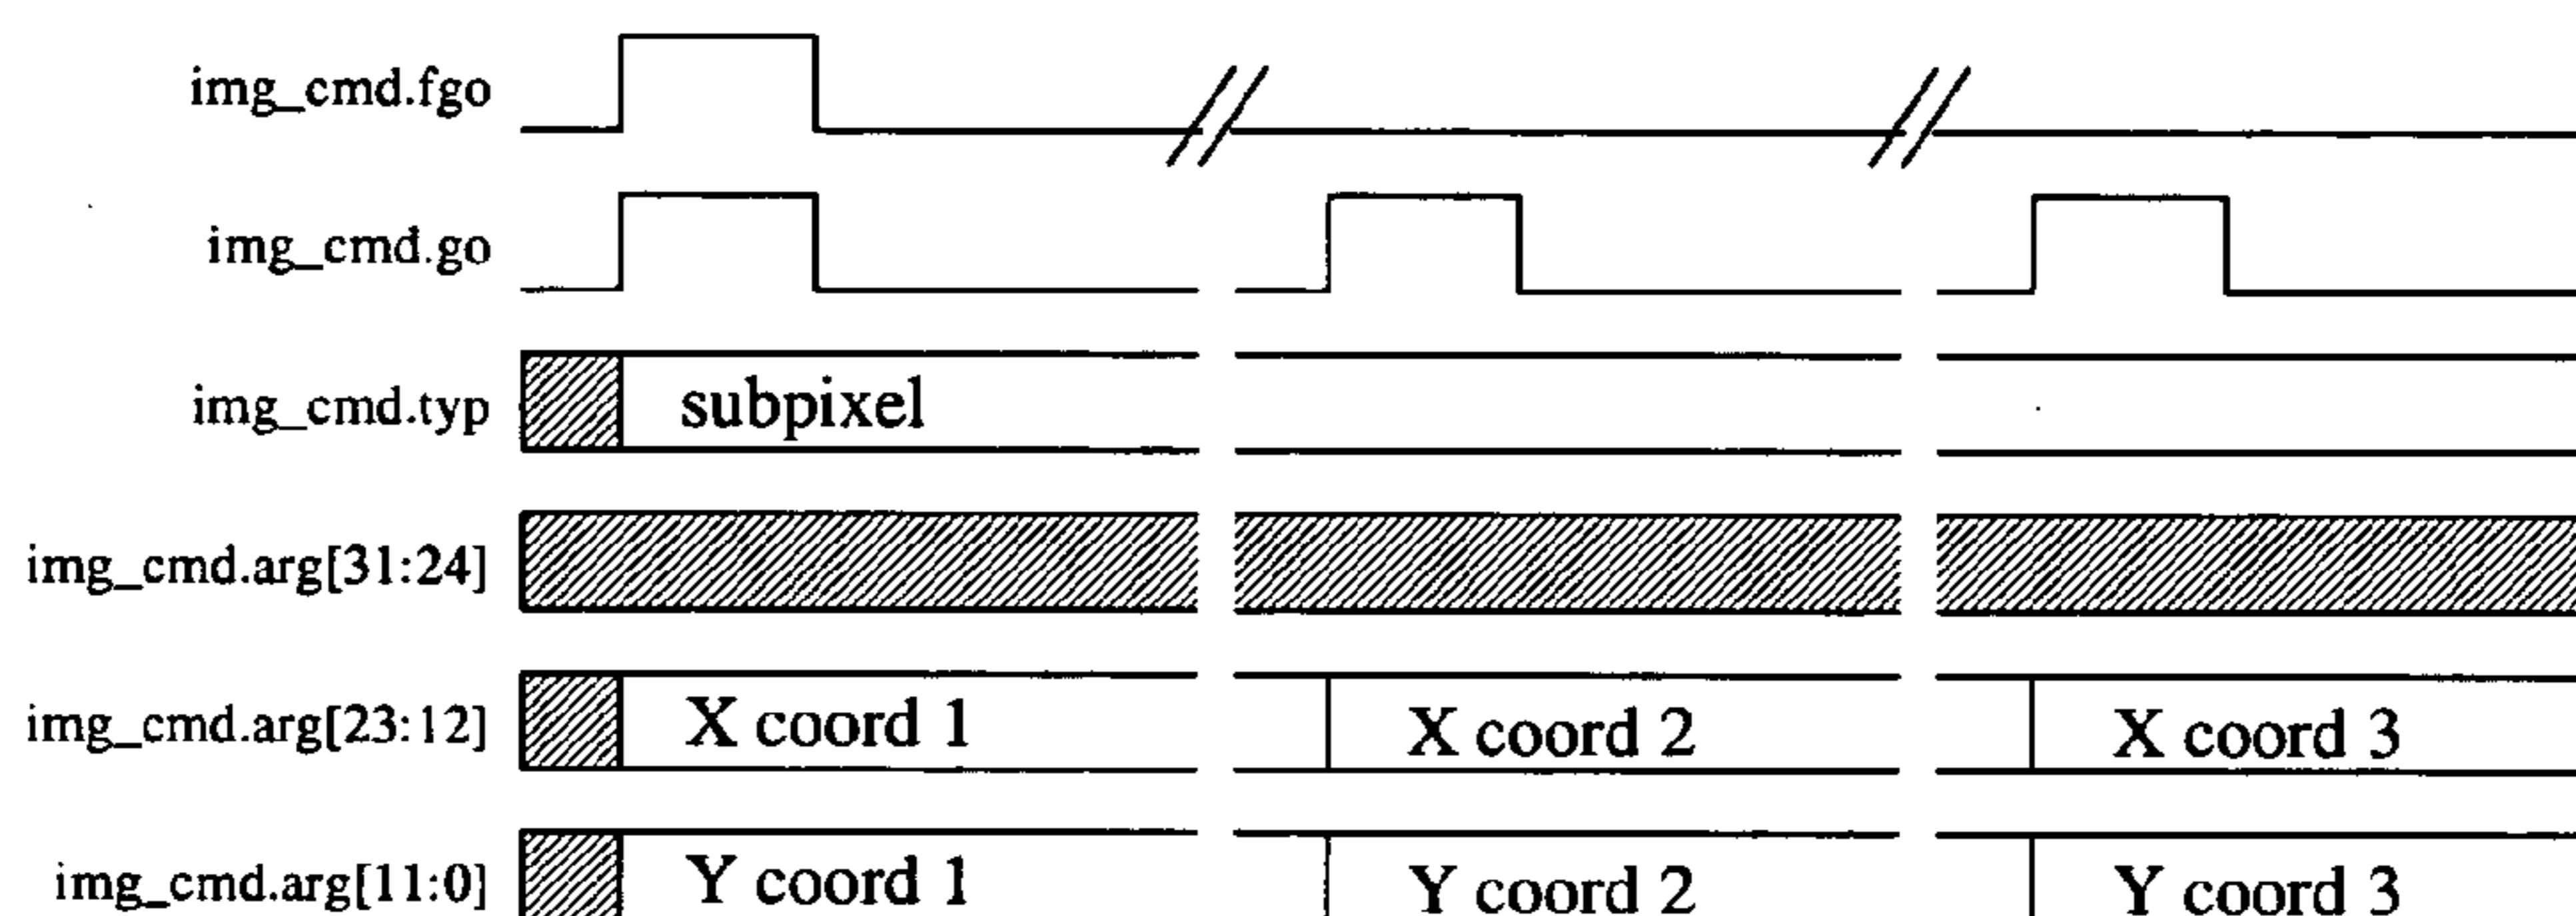 img_cmd.fgo
img_cmd.go
img_cmd.typ subpixel
img_cmd.arg[31:24]
img_cmd.arg[23:12] X coord 1 X coord 2 X coord 3
img_cmd.arg[11:0] Y coord 1 Y coord 2 Y coord 3